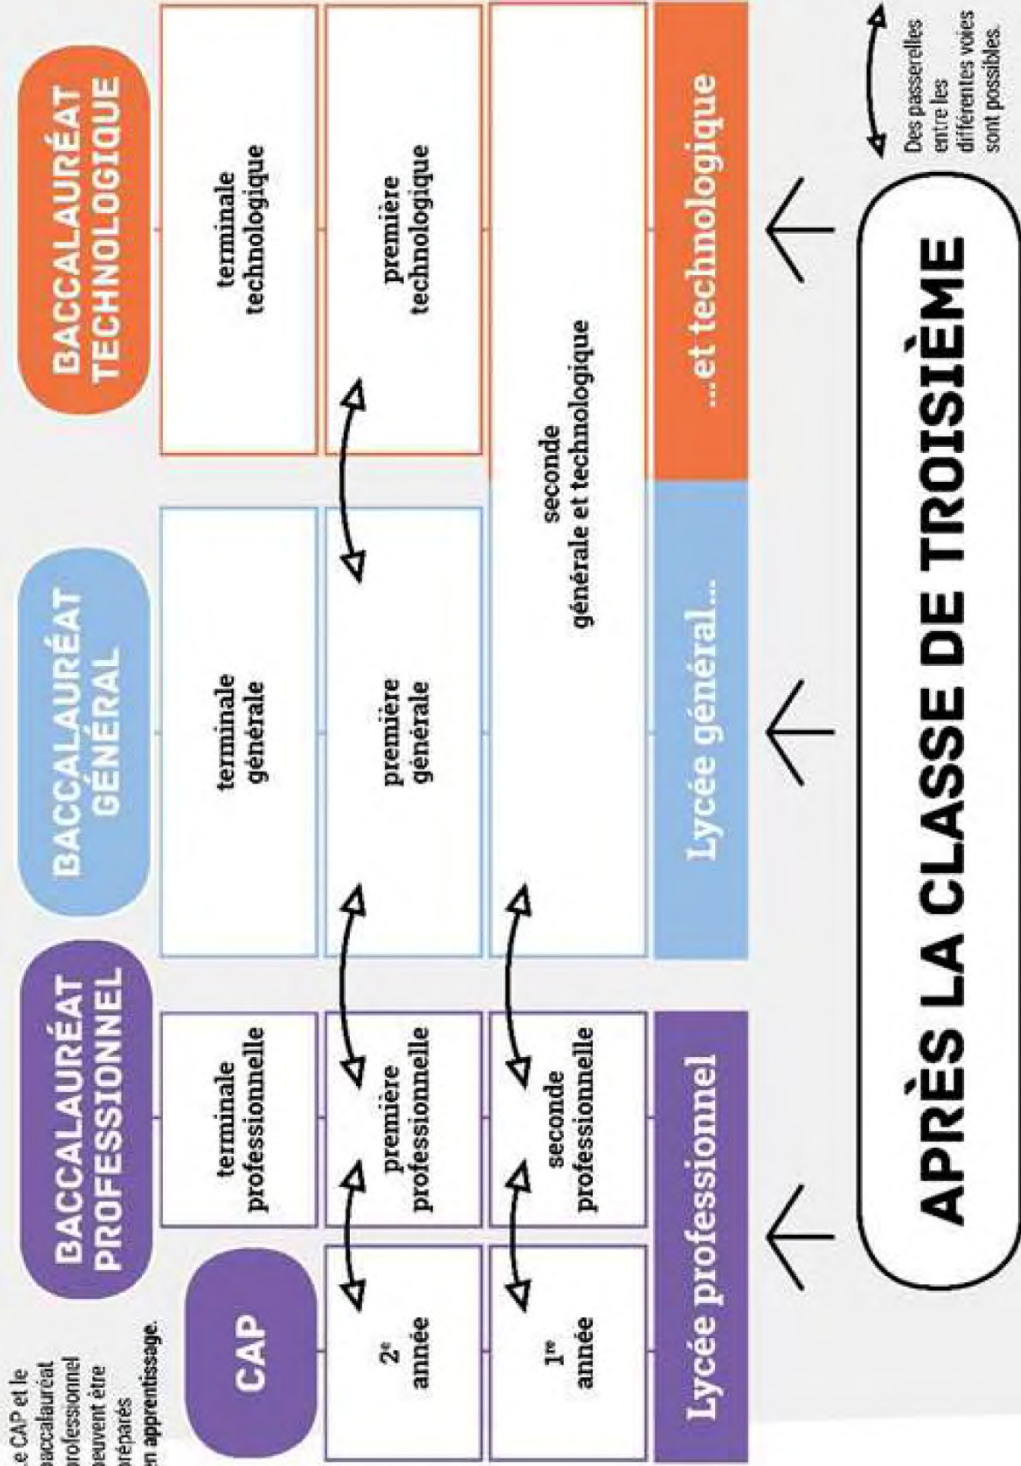 Le CAP et le
baccalauréat
professionnel
peuvent être
préparés
en apprentissage.
BACCALAURÉAT
PROFESSIONNEL
BACCALAURÉAT
GÉNÉRAL
BACCALAURÉAT
TECHNOLOGIQUE
CAP
terminale
professionnelle
terminale
générale
terminale
technologique
2e
année
première
professionnelle
première
générale
première
technologique
1re
année
seconde
professionnelle
seconde
générale et technologique
Lycée professionnel
Lycée général...
...et technologique
APRÈS LA CLASSE DE TROISIÈME
Des passerelles
entre les
différentes voies
sont possibles.